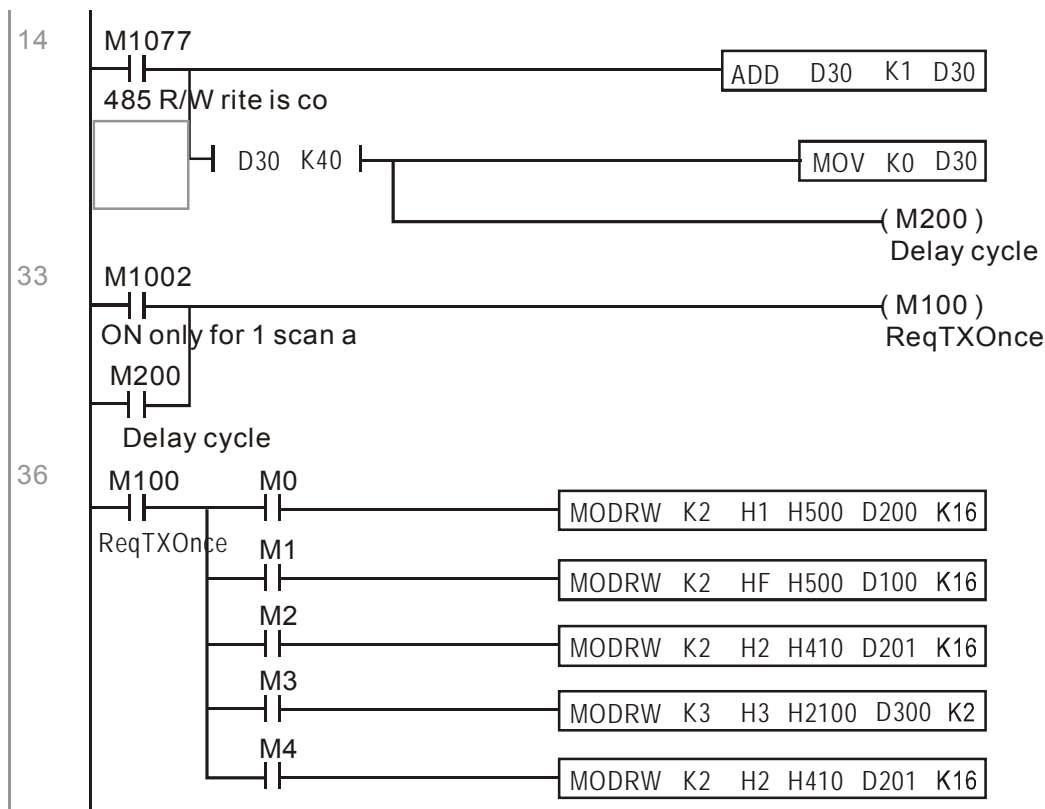 14
M1077
ADD D30 K1 D30
485 R/W rite is co
D30 K40
MOV K0 D30
( M200 )
Delay cycle
33
M1002
( M100 )
ON only for 1 scan a
ReqTXOnce
M200
Delay cycle
36
M100 M0
MODRW K2 H1 H500 D200 K16
ReqTXOnce
M1
MODRW K2 HF H500 D100 K16
M2
MODRW K2 H2 H410 D201 K16
M3
MODRW K3 H3 H2100 D300 K2
M4
MODRW K2 H2 H410 D201 K16